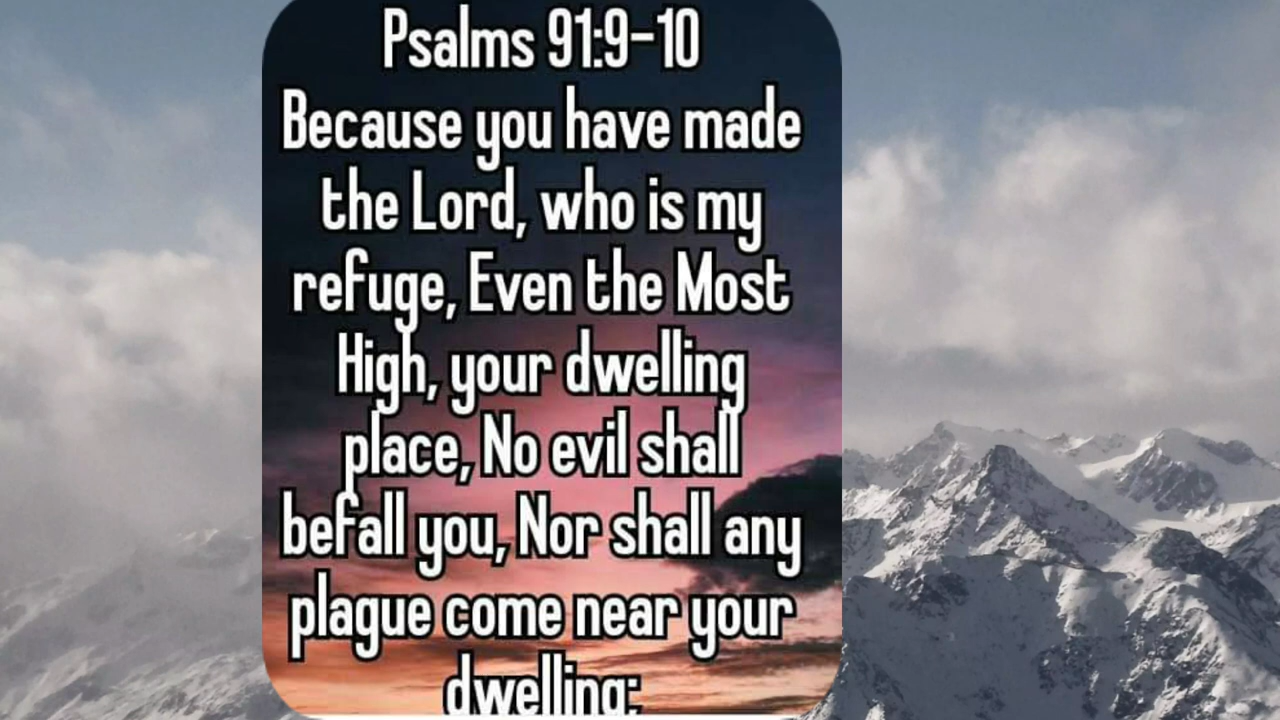 Psalms 91:9-10
Because you have made
the Lord, who is my
refuge, Even the Most
High, your dwelling
place, No evil shall
befall you, Nor shall any
plague come near your
dwelling;